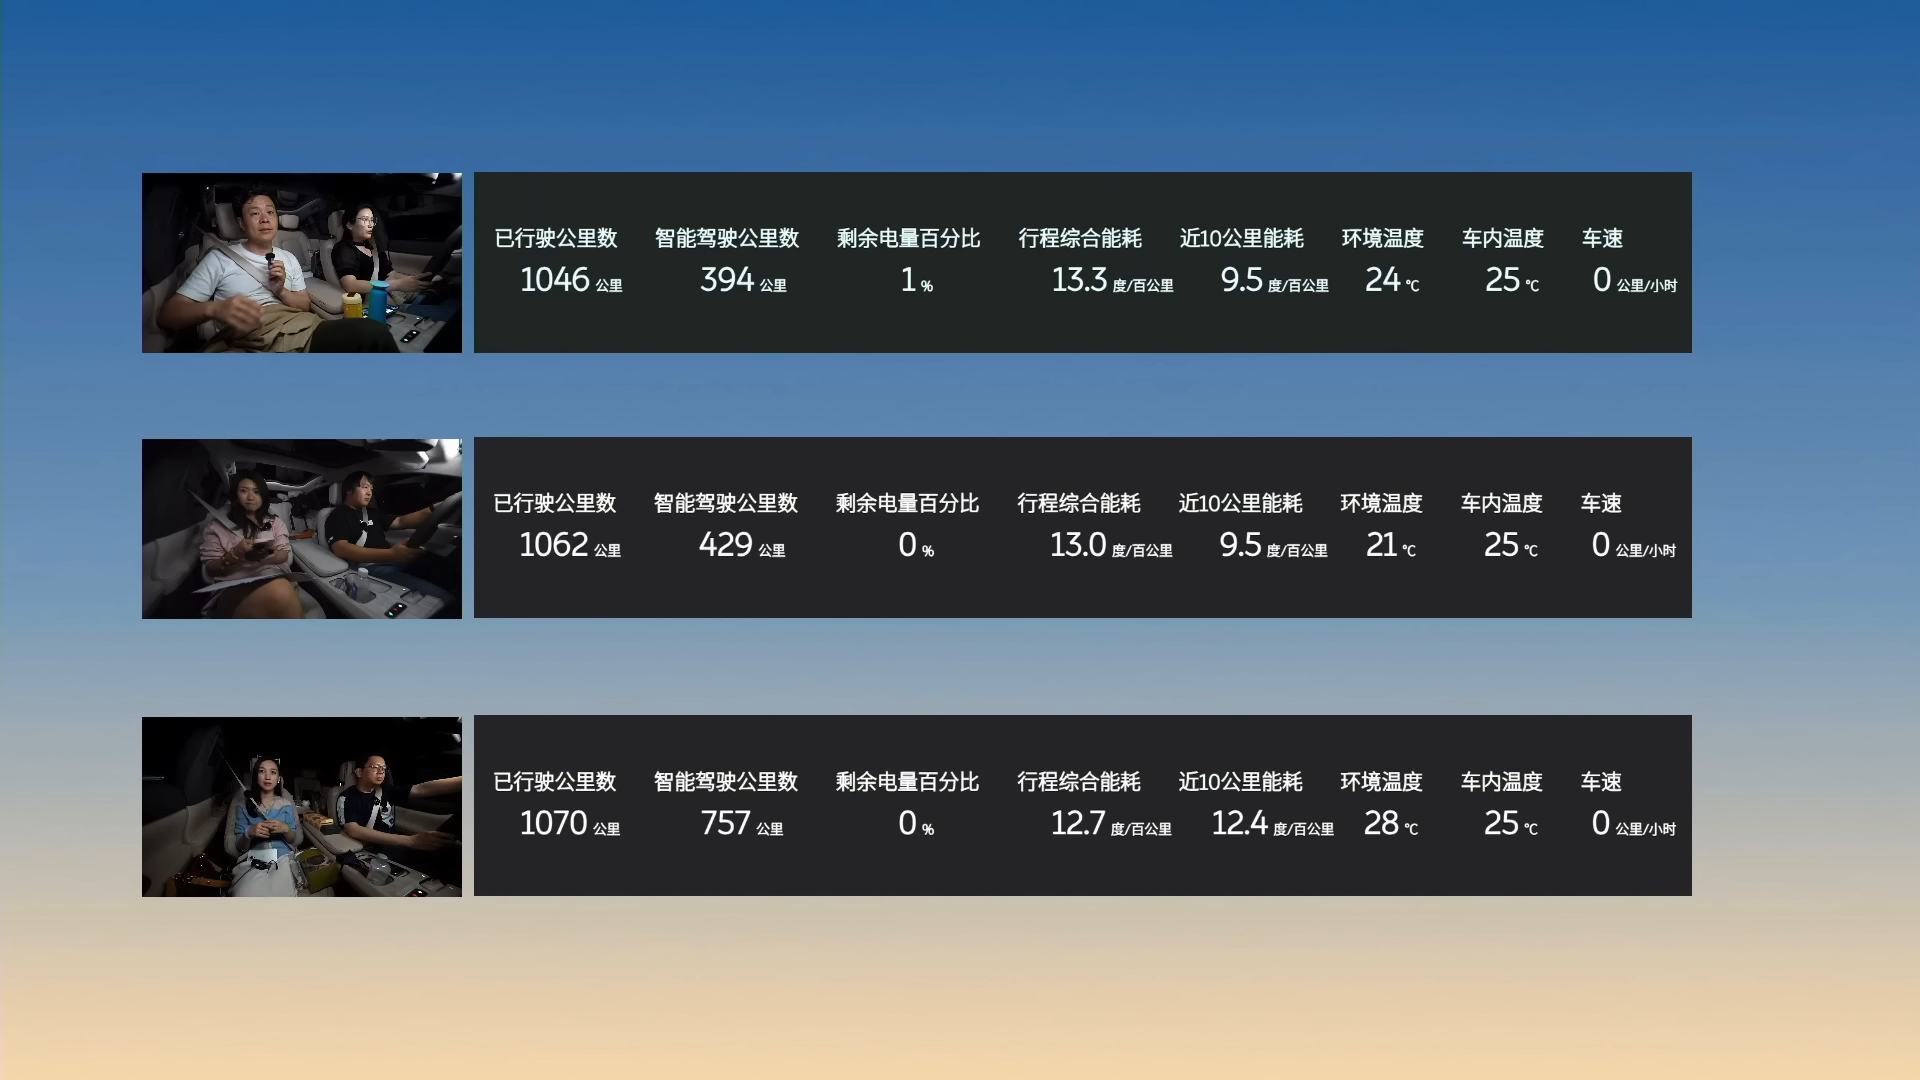 已行驶公里数 智能驾驶公里数 剩余电量百分比 行程综合能耗 近10公里能耗 环境温度 车内温度 车速
1046 公里 394 公里 1 % 13.3 度/百公里 9.5 度/百公里 24 ℃ 25 ℃ 0 公里/小时
已行驶公里数 智能驾驶公里数 剩余电量百分比 行程综合能耗 近10公里能耗 环境温度 车内温度 车速
1062 公里 429 公里 0 % 13.0 度/百公里 9.5 度/百公里 21 ℃ 25 ℃ 0 公里/小时
已行驶公里数 智能驾驶公里数 剩余电量百分比 行程综合能耗 近10公里能耗 环境温度 车内温度 车速
1070 公里 757 公里 0 % 12.7 度/百公里 12.4 度/百公里 28 ℃ 25 ℃ 0 公里/小时